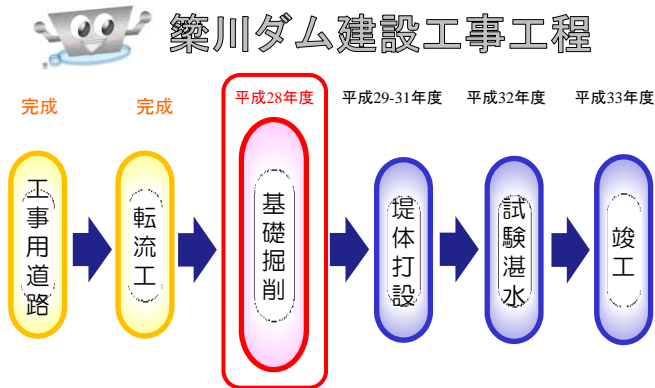 簗川ダム建設工事工程
完成
完成
平成28年度
平成29-31年度
平成32年度
平成33年度
工事用道路
転流工
基礎掘削
堤体打設
試験湛水
竣工